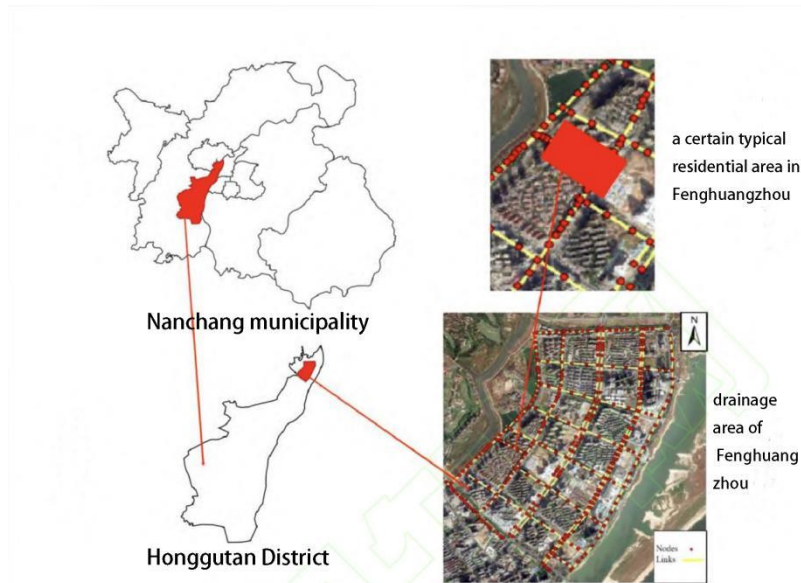 a certain typical
residential area in
Fenghuangzhou
Nanchang municipality
N
drainage
area of
Fenghuang
zhou
Nodes
Links
Honggutan District